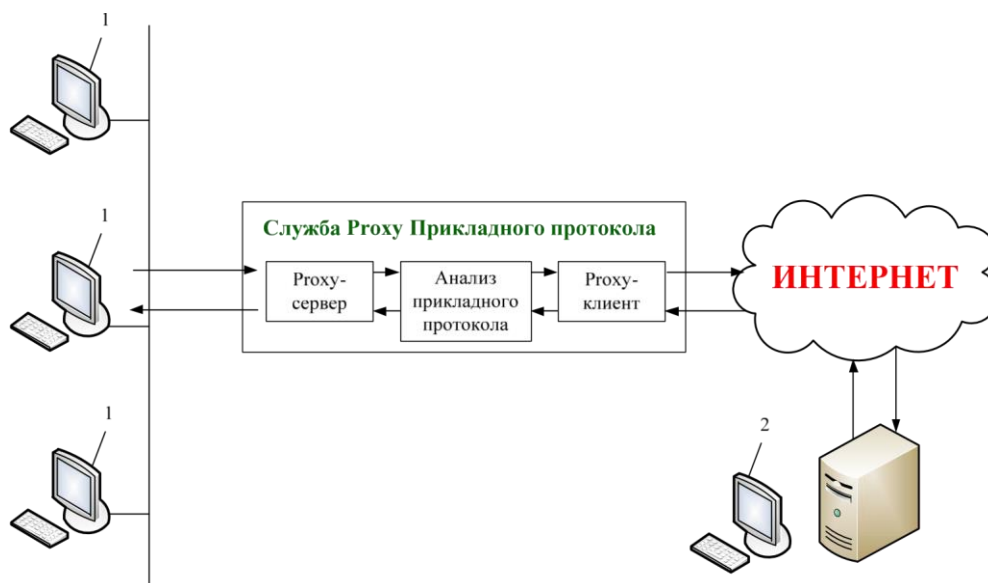 1
1
Служба Proxy Прикладного протокола
Proxy-
сервер
Анализ
прикладного
протокола
Proxy-
клиент
ИНТЕРНЕТ
1
2